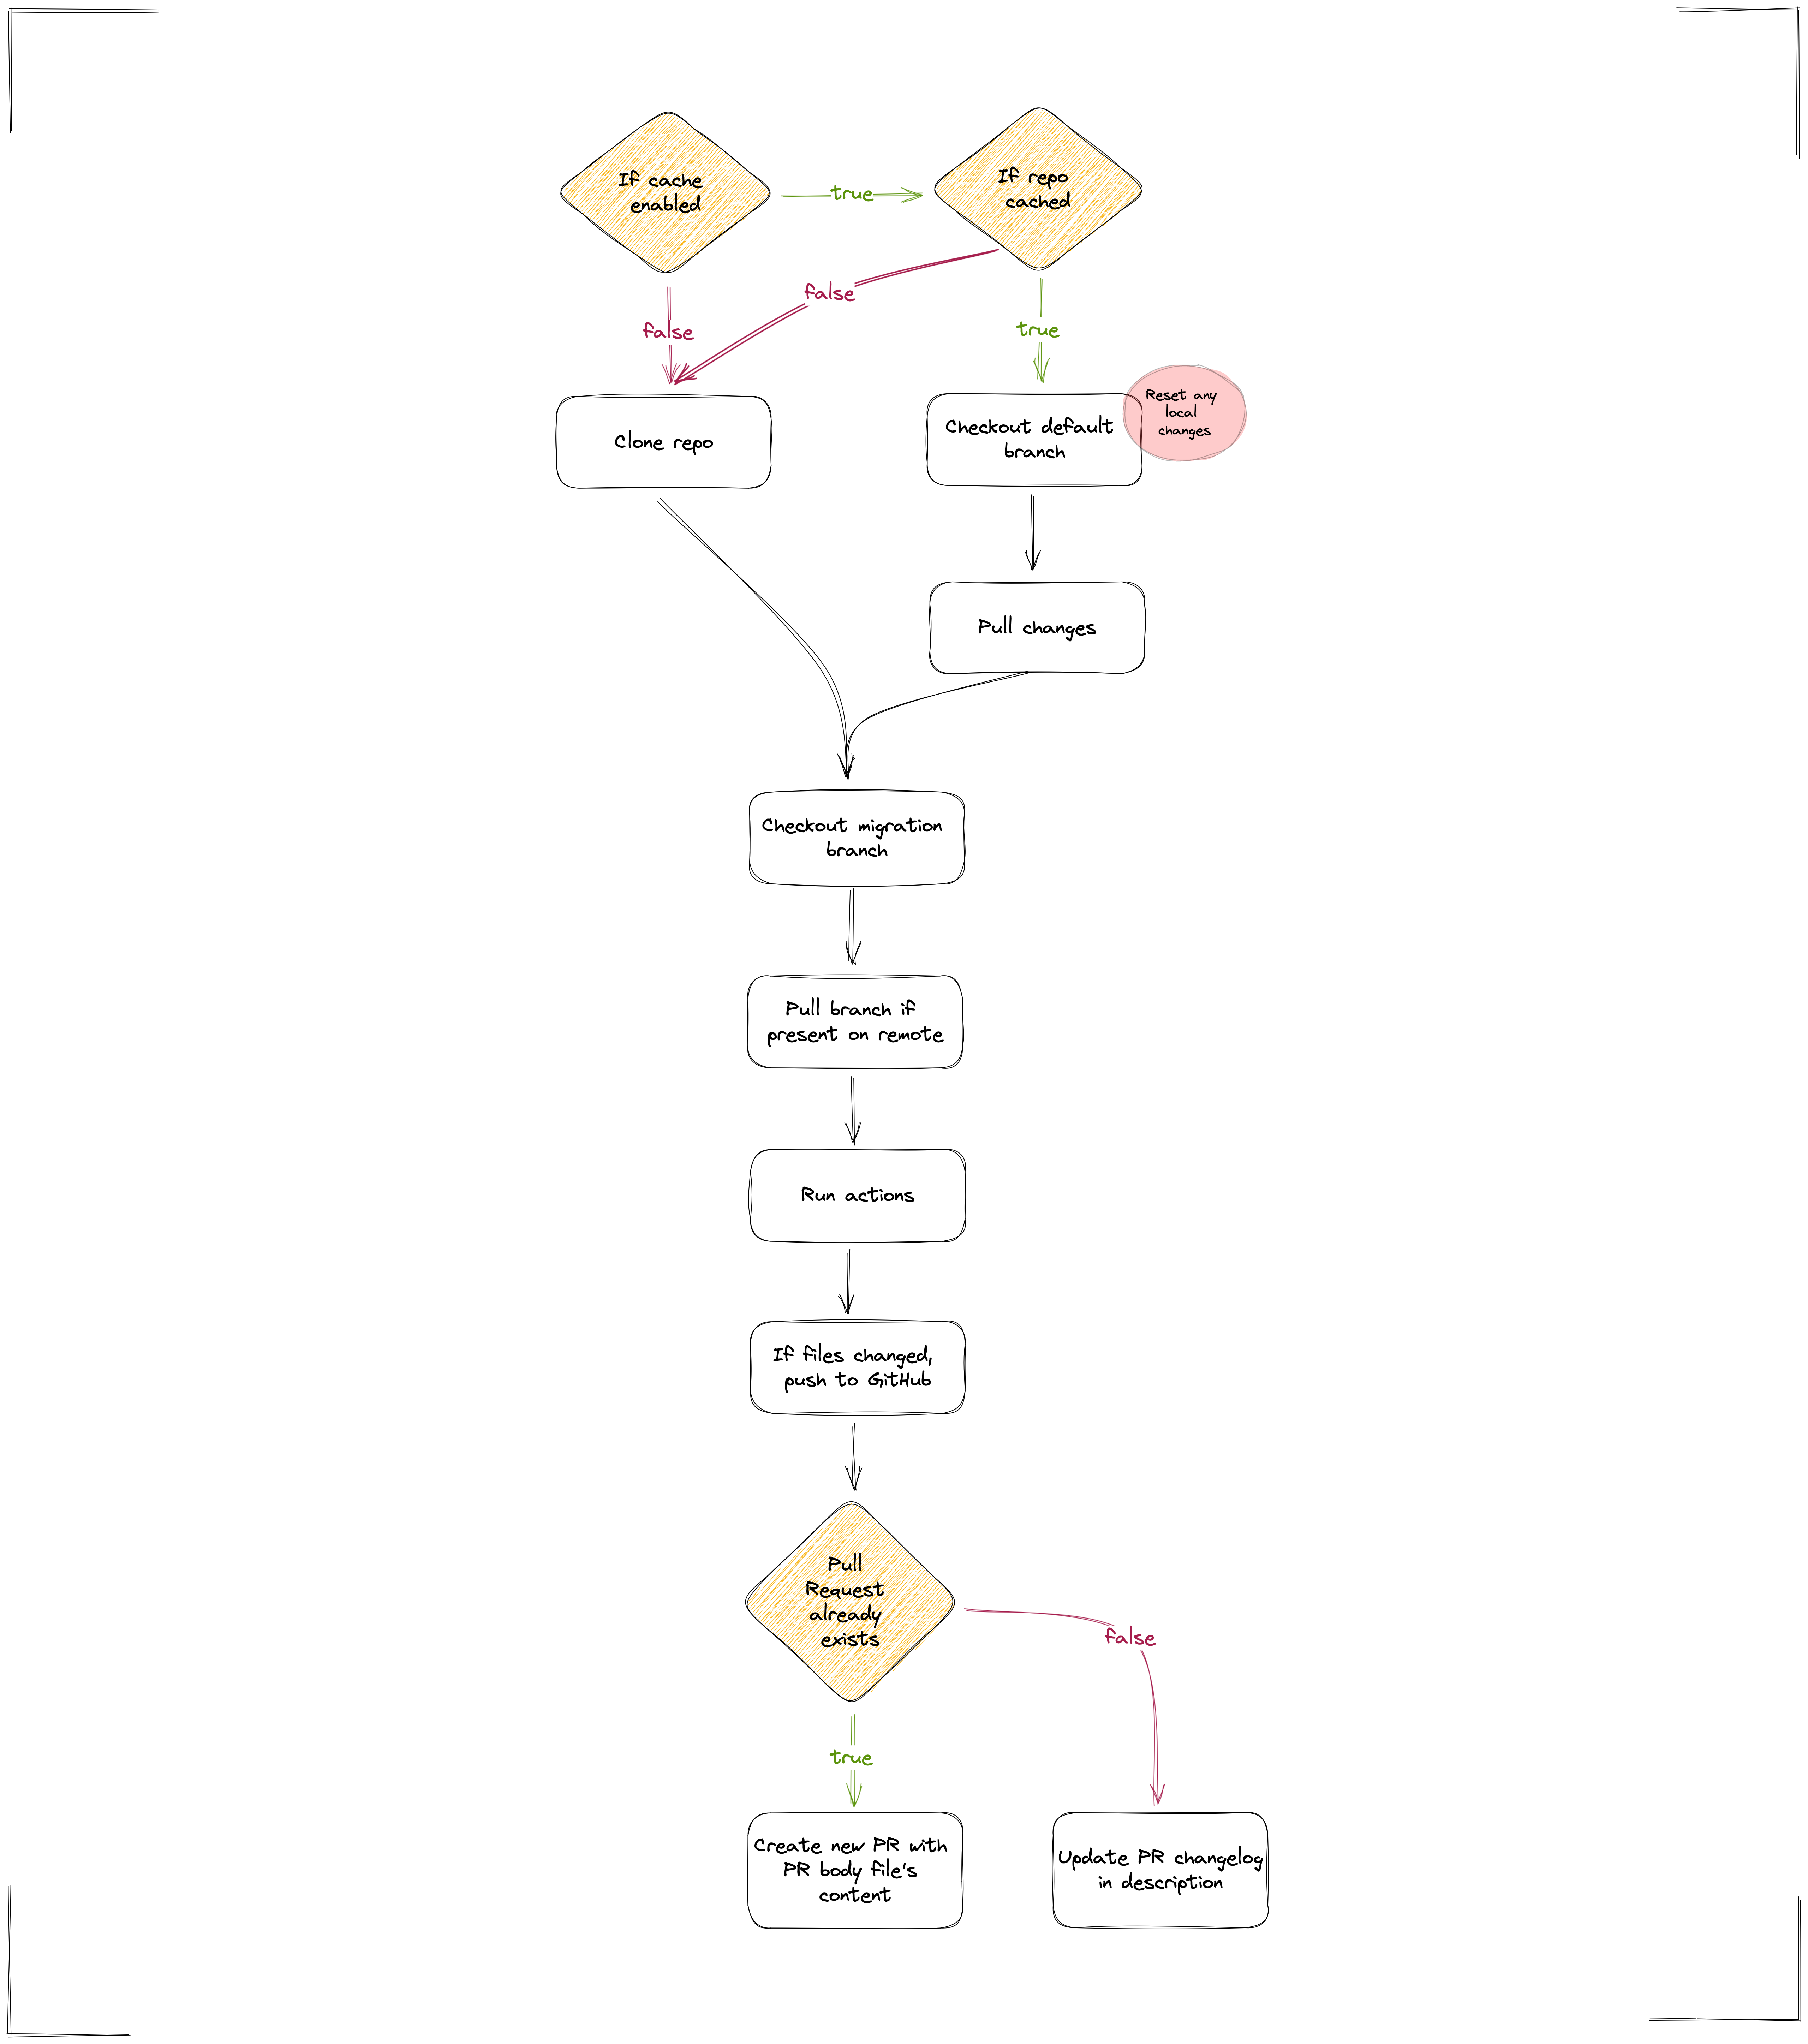 If cache
enabled
true
If repo
cached
false
false
true
Clone repo
Checkout default
branch
Reset any
local
changes
Pull changes
Checkout migration
branch
Pull branch if
present on remote
Run actions
If files changed,
push to GitHub
Pull
Request
already
exists
false
true
Create new PR with
PR body file's
content
Update PR changelog
in description